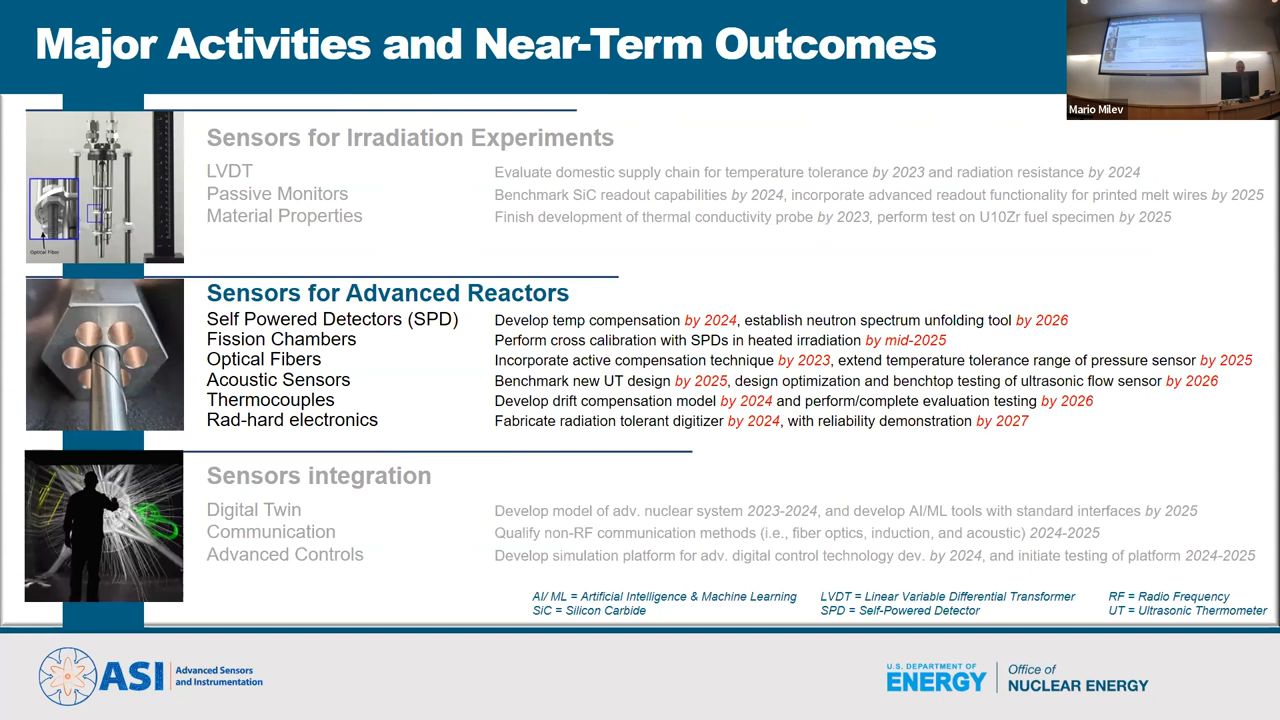 Major Activities and Near-Term Outcomes
Mario Milev
Sensors for Irradiation Experiments
LVDT Evaluate domestic supply chain for temperature tolerance by 2023 and radiation resistance by 2024
Passive Monitors Benchmark SiC readout capabilities by 2024, incorporate advanced readout functionality for printed melt wires by 2025
Material Properties Finish development of thermal conductivity probe by 2023, perform test on U10Zr fuel specimen by 2025
Optical Fiber
Sensors for Advanced Reactors
Self Powered Detectors (SPD) Develop temp compensation by 2024, establish neutron spectrum unfolding tool by 2026
Fission Chambers Perform cross calibration with SPDs in heated irradiation by mid-2025
Optical Fibers Incorporate active compensation technique by 2023, extend temperature tolerance range of pressure sensor by 2025
Acoustic Sensors Benchmark new UT design by 2025, design optimization and benchtop testing of ultrasonic flow sensor by 2026
Thermocouples Develop drift compensation model by 2024 and perform/complete evaluation testing by 2026
Rad-hard electronics Fabricate radiation tolerant digitizer by 2024, with reliability demonstration by 2027
Sensors integration
Digital Twin Develop model of adv. nuclear system 2023-2024, and develop AI/ML tools with standard interfaces by 2025
Communication Qualify non-RF communication methods (i.e., fiber optics, induction, and acoustic) 2024-2025
Advanced Controls Develop simulation platform for adv. digital control technology dev. by 2024, and initiate testing of platform 2024-2025
AI/ ML = Artificial Intelligence & Machine Learning LVDT = Linear Variable Differential Transformer RF = Radio Frequency
SiC = Silicon Carbide SPD = Self-Powered Detector UT = Ultrasonic Thermometer
ASI Advanced Sensors and Instrumentation
U.S. DEPARTMENT OF ENERGY Office of NUCLEAR ENERGY